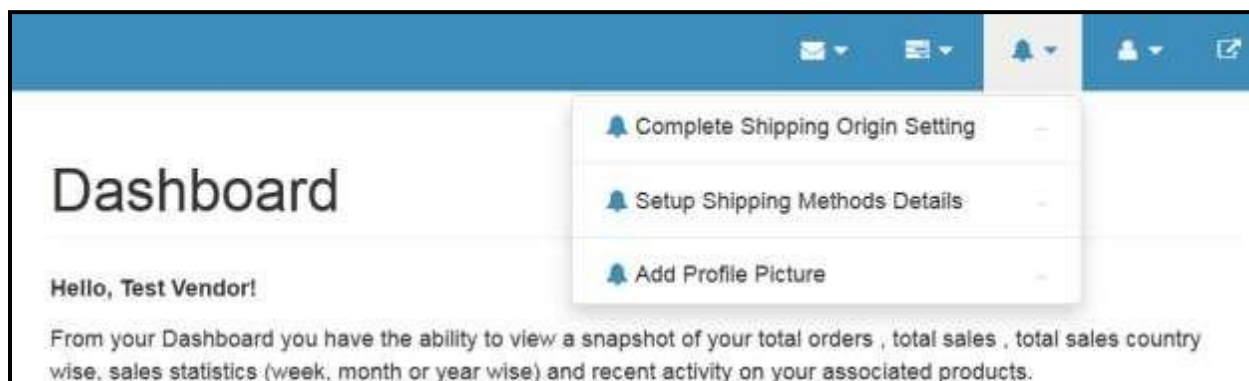 Complete Shipping Origin Setting
Setup Shipping Methods Details
Add Profile Picture
Dashboard
Hello, Test Vendor!
From your Dashboard you have the ability to view a snapshot of your total orders , total sales , total sales country
wise, sales statistics (week, month or year wise) and recent activity on your associated products.